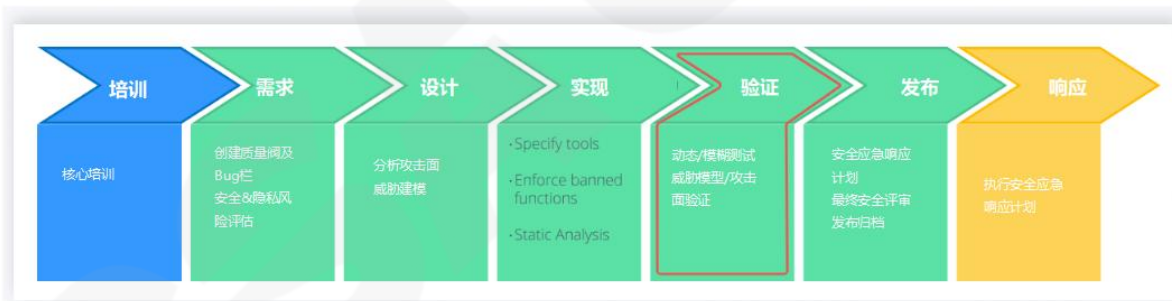 培训
需求
设计
实现
验证
发布
响应
核心培训
创建质量阀及
Bug栏
安全&隐私风
险评估
分析攻击面
威胁建模
·Specify tools
·Enforce banned
functions
·Static Analysis
动态/模糊测试
威胁模型/攻击
面验证
安全应急响应
计划
最终安全评审
发布归档
执行安全应急
响应计划